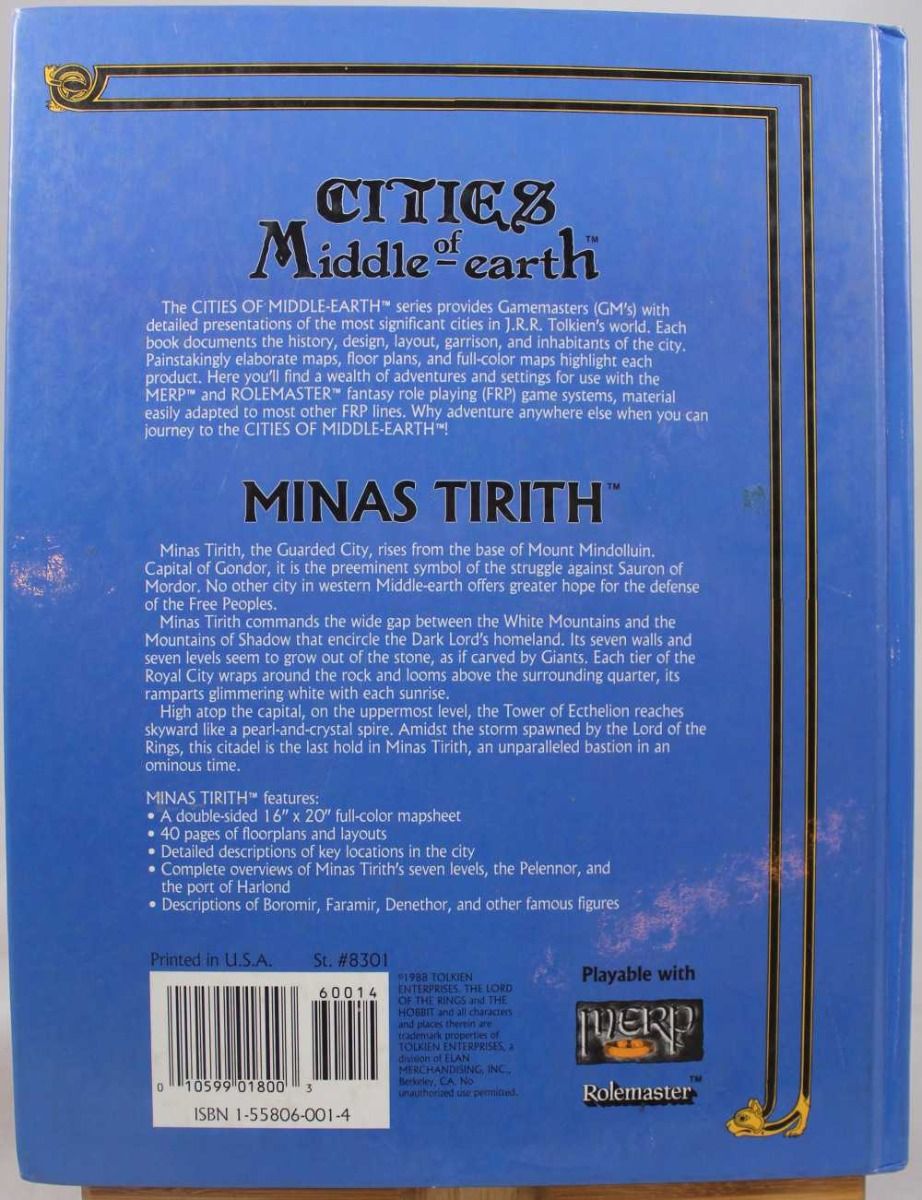 CITIES
of
Middle-earth™
The CITIES OF MIDDLE-EARTH™ series provides Gamemasters (GM's) with
detailed presentations of the most significant cities in J.R.R. Tolkien's world. Each
book documents the history, design, layout, garrison, and inhabitants of the city.
Painstakingly elaborate maps, floor plans, and full-color maps highlight each
product. Here you'll find a wealth of adventures and settings for use with the
MERP™ and ROLEMASTER™ fantasy role playing (FRP) game systems, material
easily adapted to most other FRP lines. Why adventure anywhere else when you can
journey to the CITIES OF MIDDLE-EARTH™!
MINAS TIRITH™
Minas Tirith, the Guarded City, rises from the base of Mount Mindolluin.
Capital of Gondor, it is the preeminent symbol of the struggle against Sauron of
Mordor. No other city in western Middle-earth offers greater hope for the defense
of the Free Peoples.
Minas Tirith commands the wide gap between the White Mountains and the
Mountains of Shadow that encircle the Dark Lord's homeland. Its seven walls and
seven levels seem to grow out of the stone, as if carved by Giants. Each tier of the
Royal City wraps around the rock and looms above the surrounding quarter, its
ramparts glimmering white with each sunrise.
High atop the capital, on the uppermost level, the Tower of Ecthelion reaches
skyward like a pearl-and-crystal spire. Amidst the storm spawned by the Lord of the
Rings, this citadel is the last hold in Minas Tirith, an unparalleled bastion in an
ominous time.
MINAS TIRITH™ features:
• A double-sided 16" x 20" full-color mapsheet
• 40 pages of floorplans and layouts
• Detailed descriptions of key locations in the city
• Complete overviews of Minas Tirith's seven levels, the Pelennor, and
the port of Harlond
• Descriptions of Boromir, Faramir, Denethor, and other famous figures
Printed in U.S.A. St. #8301
60014
0 10599 01800 3
ISBN 1-55806-001-4
©1988 TOLKIEN
ENTERPRISES. THE LORD
OF THE RINGS and THE
HOBBIT and all characters
and places therein are
trademark properties of
TOLKIEN ENTERPRISES, a
division of ELAN
MERCHANDISING, INC.,
Berkeley, CA. No
unauthorized use permitted.
Playable with
MERP
Rolemaster™